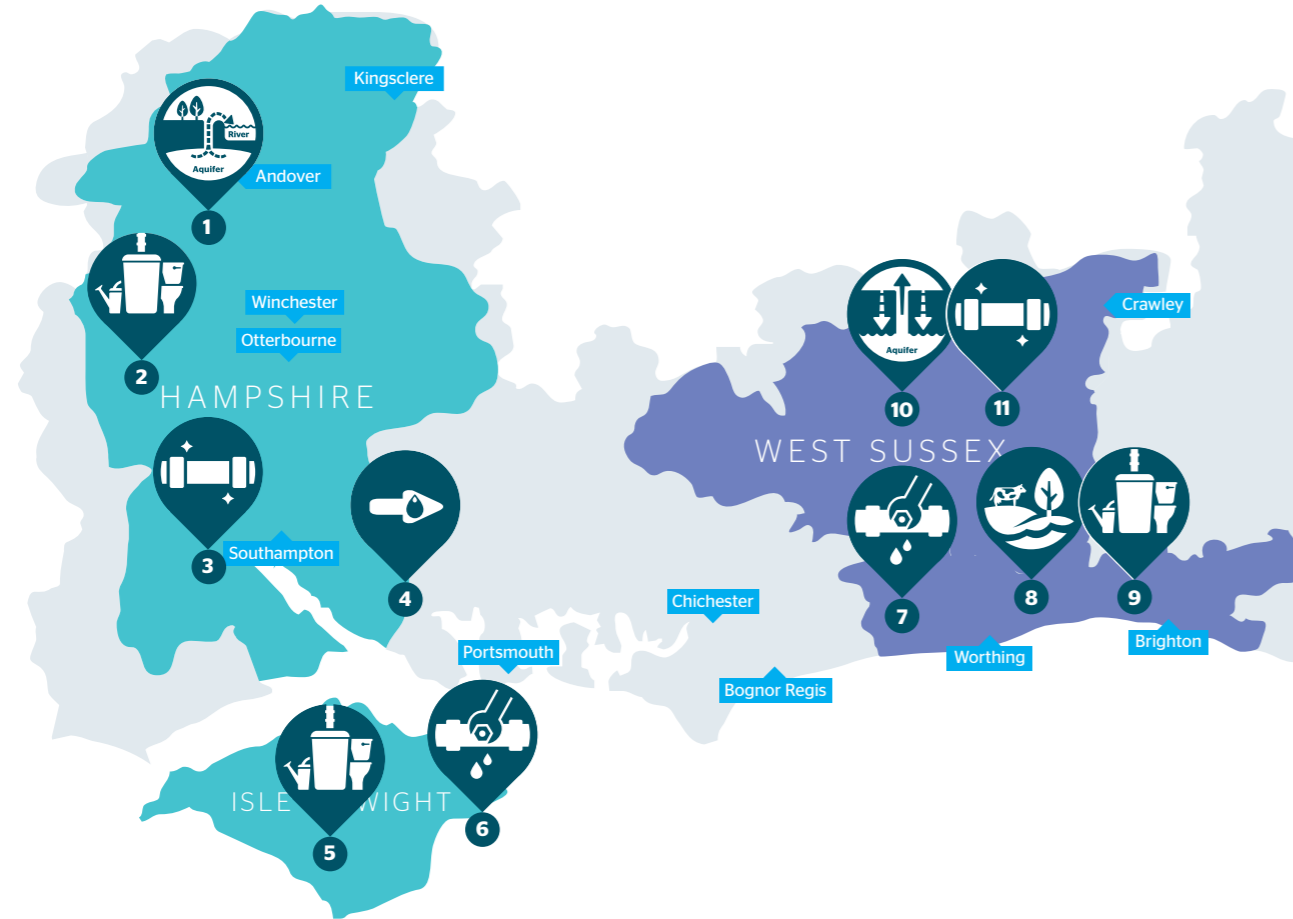 Kingsclere
River
Aquifer
Andover
1
Winchester
Otterbourne
2
HAMPSHIRE
3
Southampton
4
Portsmouth
ISLE WIGHT
5
6
Aquifer
10
11
Crawley
WEST SUSSEX
7
8
9
Chichester
Bognor Regis
Worthing
Brighton